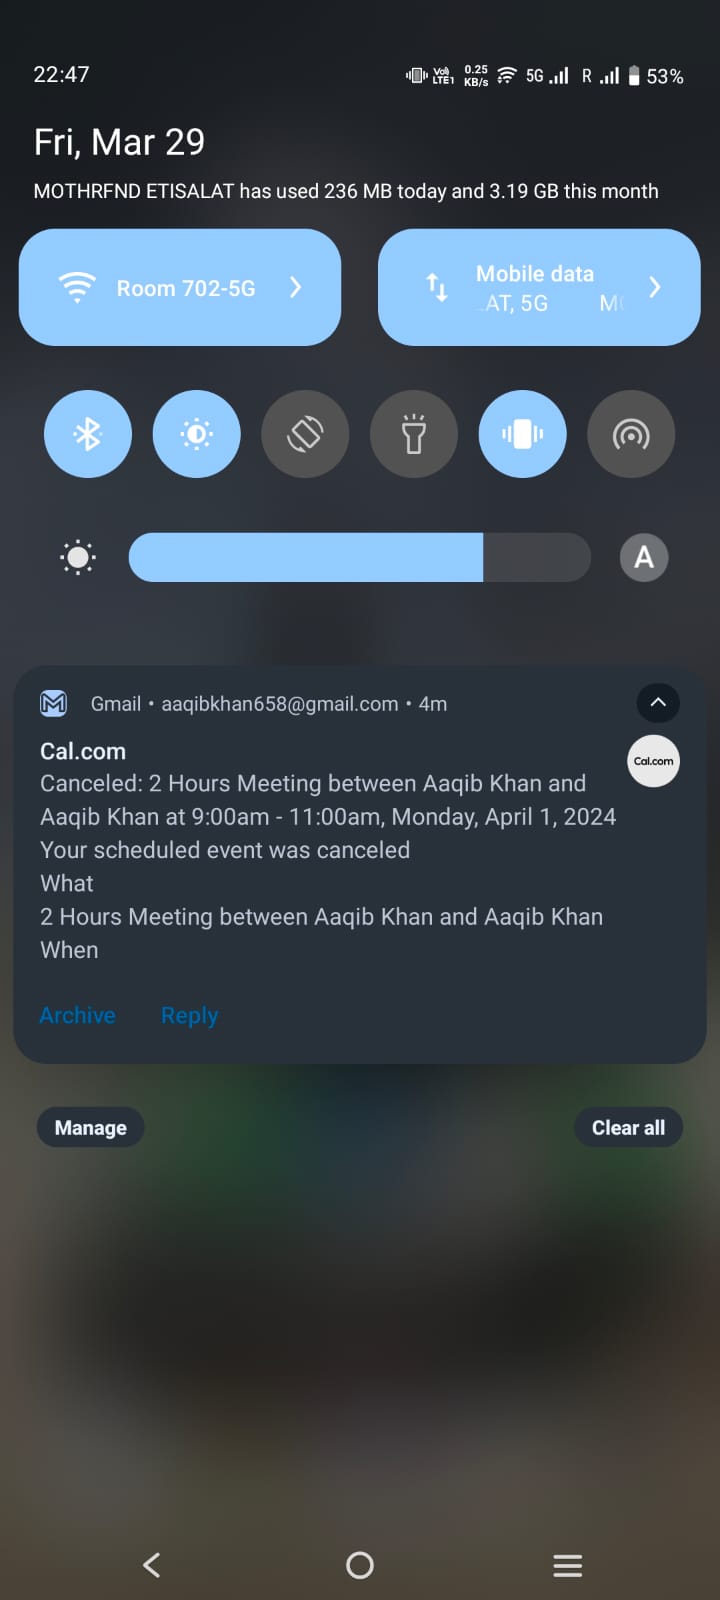 22:47
Vo) LTE1 0.25 KB/s 5G R 53%
Fri, Mar 29
MOTHRFND ETISALAT has used 236 MB today and 3.19 GB this month
Room 702-5G
Mobile data
AT, 5G M
A
Gmail • aaqibkhan658@gmail.com • 4m
Cal.com
Cal.com
Canceled: 2 Hours Meeting between Aaqib Khan and
Aaqib Khan at 9:00am - 11:00am, Monday, April 1, 2024
Your scheduled event was canceled
What
2 Hours Meeting between Aaqib Khan and Aaqib Khan
When
Archive Reply
Manage Clear all